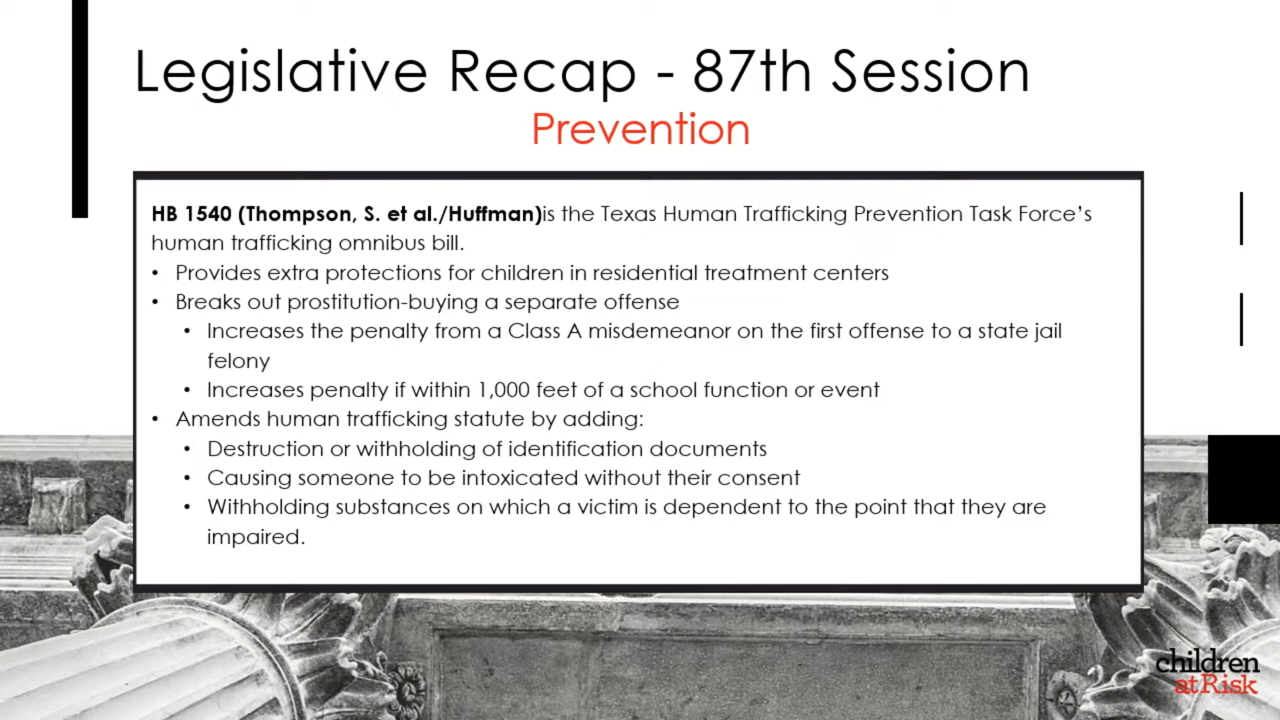 Legislative Recap - 87th Session
Prevention
HB 1540 (Thompson, S. et al./Huffman)is the Texas Human Trafficking Prevention Task Force’s
human trafficking omnibus bill.
• Provides extra protections for children in residential treatment centers
• Breaks out prostitution-buying a separate offense
• Increases the penalty from a Class A misdemeanor on the first offense to a state jail
felony
• Increases penalty if within 1,000 feet of a school function or event
• Amends human trafficking statute by adding:
• Destruction or withholding of identification documents
• Causing someone to be intoxicated without their consent
• Withholding substances on which a victim is dependent to the point that they are
impaired.
children
at Risk